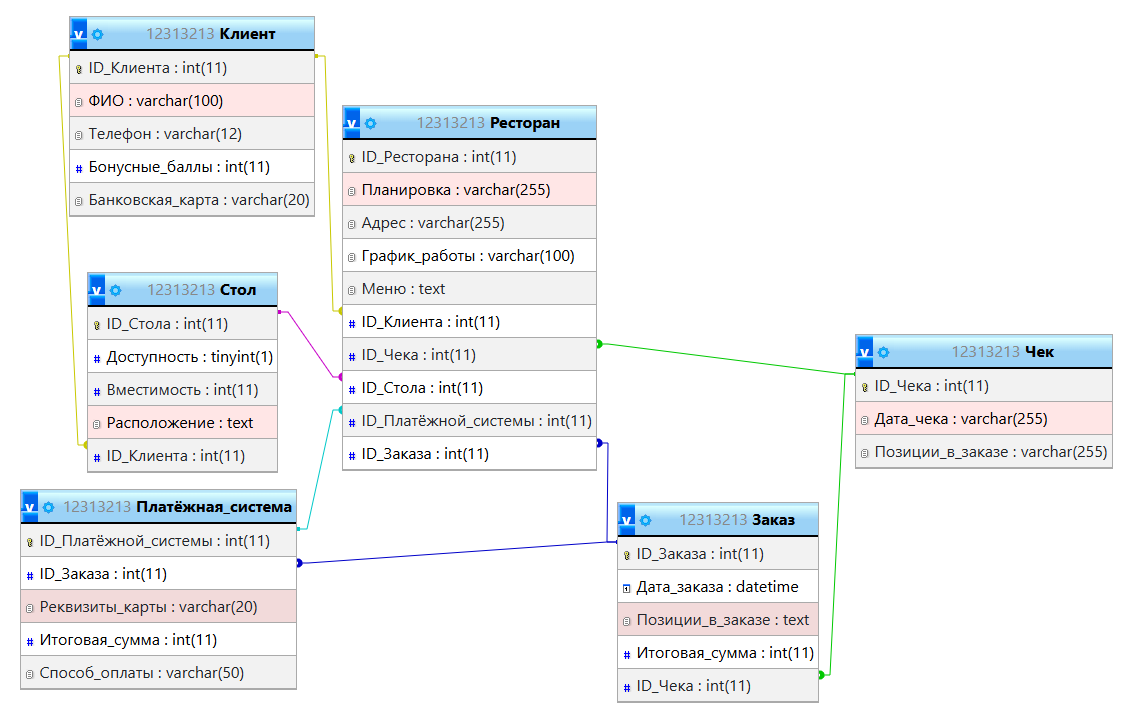 12313213 Клиент
ID_Клиента : int(11)
ФИО : varchar(100)
Телефон : varchar(12)
# Бонусные_баллы : int(11)
Банковская_карта : varchar(20)
v 12313213 Ресторан
ID_Ресторана : int(11)
Планировка : varchar(255)
Адрес : varchar(255)
График_работы : varchar(100)
Меню : text
# ID_Клиента : int(11)
# ID_Чека : int(11)
# ID_Стола : int(11)
# ID_Платёжной_системы : int(11)
# ID_Заказа : int(11)
v 12313213 Стол
ID_Стола : int(11)
# Доступность : tinyint(1)
# Вместимость : int(11)
Расположение : text
# ID_Клиента : int(11)
v 12313213 Чек
ID_Чека : int(11)
Дата_чека : varchar(255)
Позиции_в_заказе : varchar(255)
v 12313213 Платёжная_система
ID_Платёжной_системы : int(11)
# ID_Заказа : int(11)
Реквизиты_карты : varchar(20)
# Итоговая_сумма : int(11)
Способ_оплаты : varchar(50)
v 12313213 Заказ
ID_Заказа : int(11)
Дата_заказа : datetime
Позиции_в_заказе : text
# Итоговая_сумма : int(11)
# ID_Чека : int(11)